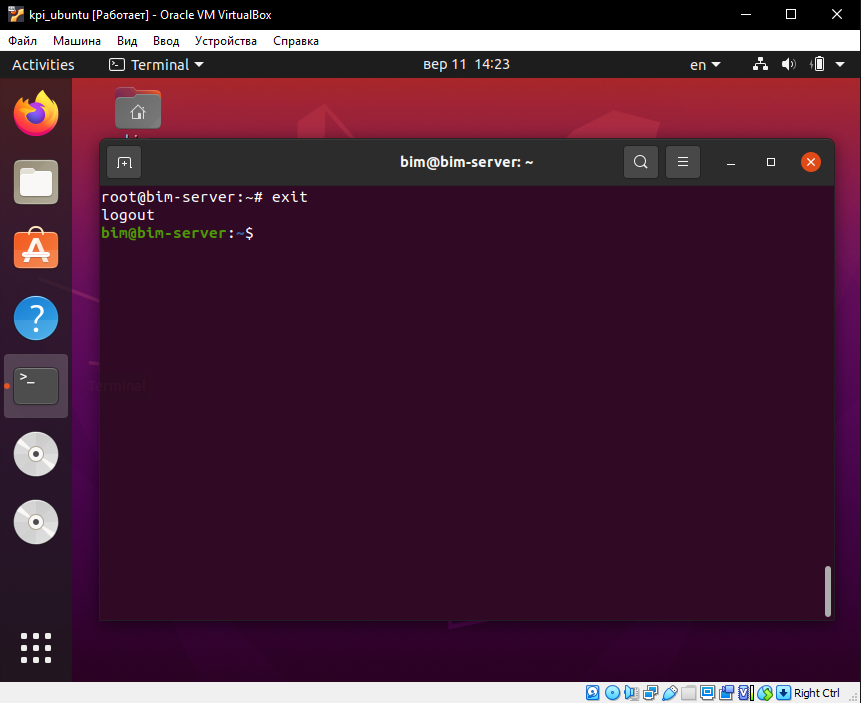 kpi_ubuntu [Работает] - Oracle VM VirtualBox
Файл Машина Вид Ввод Устройства Справка
Activities Terminal вер 11 14:23 en
bim@bim-server: ~
root@bim-server:~# exit
logout
bim@bim-server:~$
Terminal
Right Ctrl